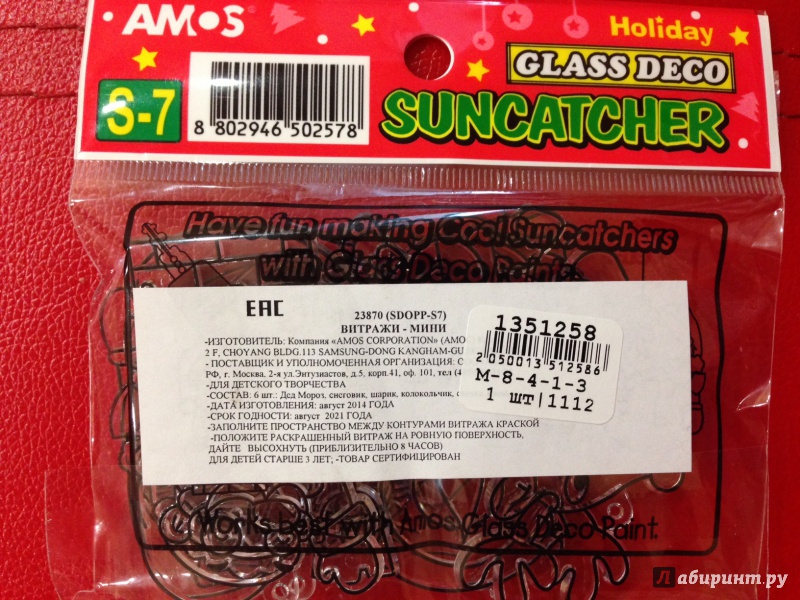 AMOS
Holiday
GLASS DECO
S-7
SUNCATCHER
8 802946 502578
Have fun making Cool Suncatchers
with Glass Deco Paints
EAC
23870 (SDOPP-S7)
ВИТРАЖИ - МИНИ
-ИЗГОТОВИТЕЛЬ: Компания «AMOS CORPORATION» (AMO
2 F, CHOYANG BLDG.113 SAMSUNG-DONG KANGHAM-GU
- ПОСТАВЩИК И УПОЛНОМОЧЕННАЯ ОРГАНИЗАЦИЯ: С
РФ, г. Москва. 2-я ул.Энтузиастов, д.5, корп.41, оф. 101, тел (4
-ДЛЯ ДЕТСКОГО ТВОРЧЕСТВА
-СОСТАВ: 6 шт.: Дед Мороз, снеговик, шарик, колокольчик,
-ДАТА ИЗГОТОВЛЕНИЯ: август 2014 ГОДА
-СРОК ГОДНОСТИ: август 2021 ГОДА
-ЗАПОЛНИТЕ ПРОСТРАНСТВО МЕЖДУ КОНТУРАМИ ВИТРАЖА КРАСКОЙ
-ПОЛОЖИТЕ РАСКРАШЕННЫЙ ВИТРАЖ НА РОВНУЮ ПОВЕРХНОСТЬ,
ДАЙТЕ ВЫСОХНУТЬ (ПРИБЛИЗИТЕЛЬНО 8 ЧАСОВ)
ДЛЯ ДЕТЕЙ СТАРШЕ 3 ЛЕТ; -ТОВАР СЕРТИФИЦИРОВАН
1351258
2 050013 512586
М-8-4-1-3
1 шт|1112
Works best with Amos Glass Deco Paint.
Лабиринт.ру